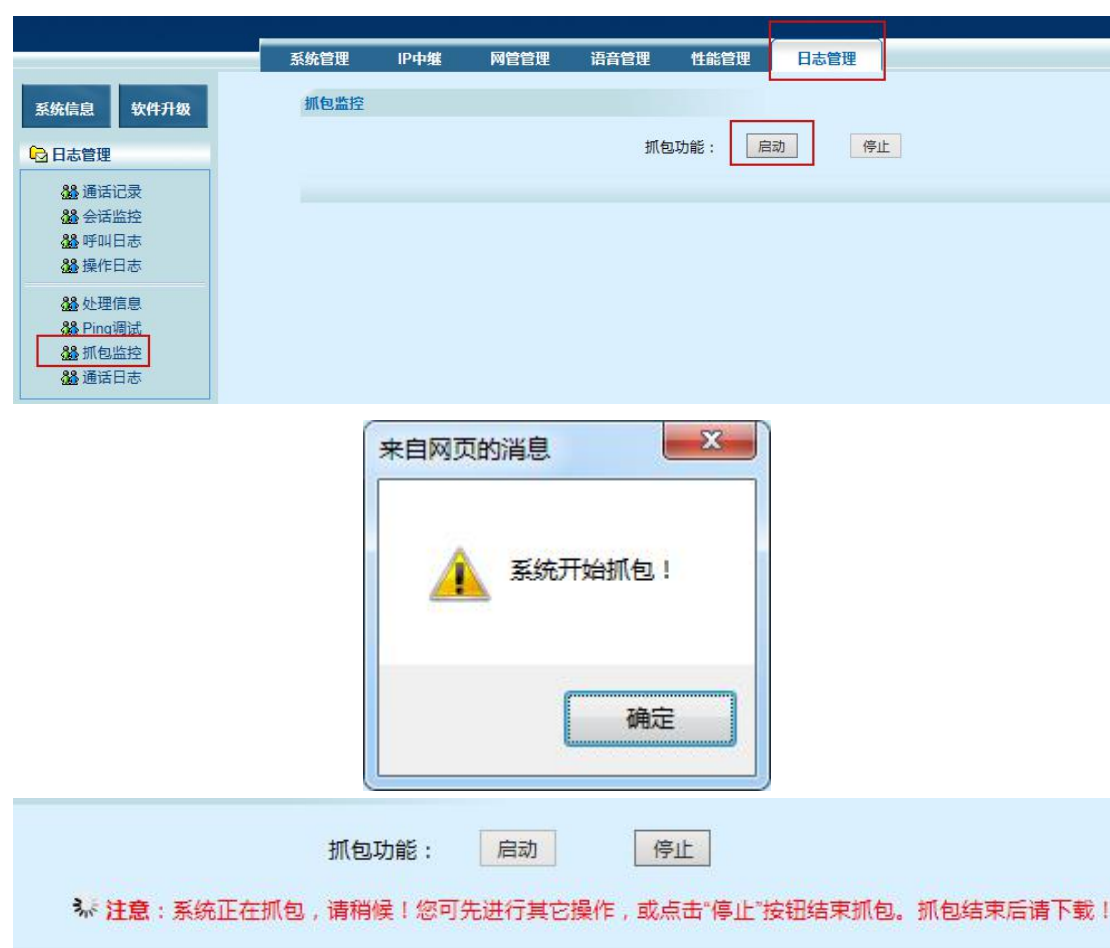 系统管理 IP中继 网管管理 语音管理 性能管理 日志管理
系统信息 软件升级
抓包监控
抓包功能： 启动 停止
日志管理
通话记录
会话监控
呼叫日志
操作日志
处理信息
Ping调试
抓包监控
通话日志
来自网页的消息
系统开始抓包！
确定
抓包功能： 启动 停止
注意：系统正在抓包，请稍候！您可先进行其它操作，或点击“停止”按钮结束抓包。抓包结束后请下载！